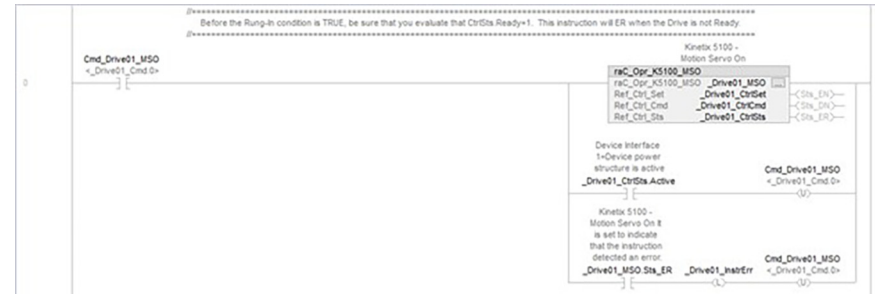 //==================================================
Before the Rung-In condition is TRUE, be sure that you evaluate that CtrlSts.Ready=1. This instruction will ER when the Drive is not Ready.
//==================================================
Cmd_Drive01_MSO
<_Drive01_Cmd.0>
0
Kinetix 5100 -
Motion Servo On
raC_Opr_K5100_MSO
raC_Opr_K5100_MSO _Drive01_MSO ...
Ref_Ctrl_Set _Drive01_CtrlSet (Sts_EN)
Ref_Ctrl_Cmd _Drive01_CtrlCmd (Sts_DN)
Ref_Ctrl_Sts _Drive01_CtrlSts (Sts_ER)
Device Interface
1=Device power
structure is active
_Drive01_CtrlSts.Active
Cmd_Drive01_MSO
<_Drive01_Cmd.0>
U
Kinetix 5100 -
Motion Servo On It
is set to indicate
that the instruction
detected an error.
_Drive01_MSO.Sts_ER
_Drive01_InstrErr
L
Cmd_Drive01_MSO
<_Drive01_Cmd.0>
U